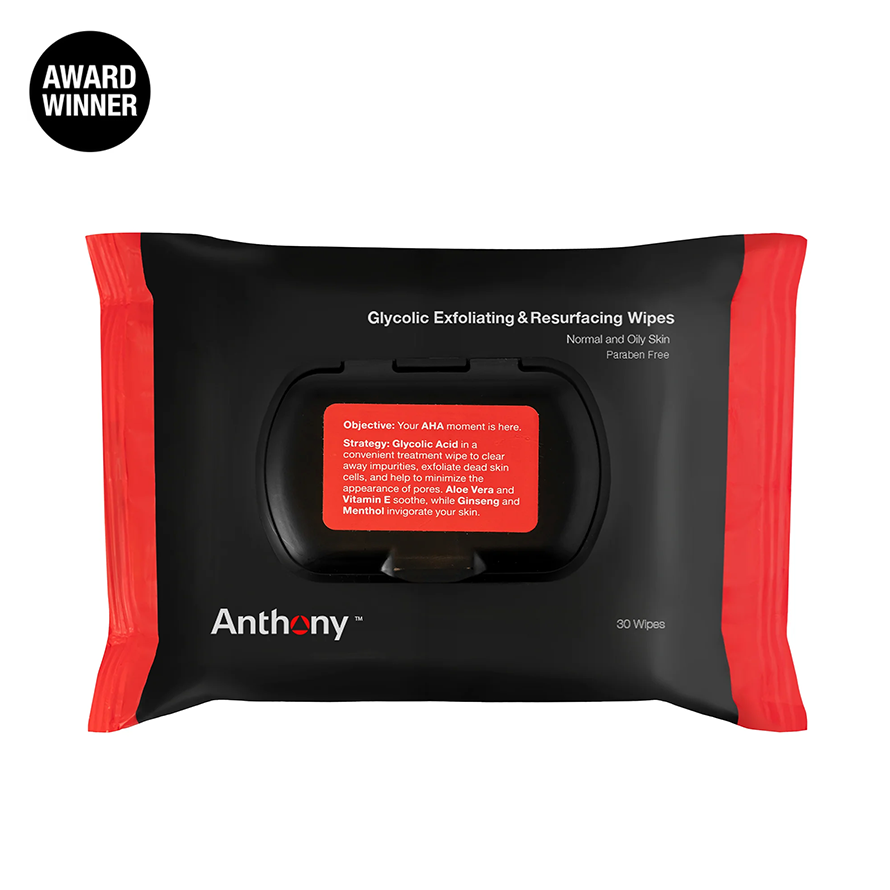 AWARD
WINNER
Glycolic Exfoliating & Resurfacing Wipes
Normal and Oily Skin
Paraben Free
Objective: Your AHA moment is here.
Strategy: Glycolic Acid in a
convenient treatment wipe to clear
away impurities, exfoliate dead skin
cells, and help to minimize the
appearance of pores. Aloe Vera and
Vitamin E soothe, while Ginseng and
Menthol invigorate your skin.
Anthony™
30 Wipes